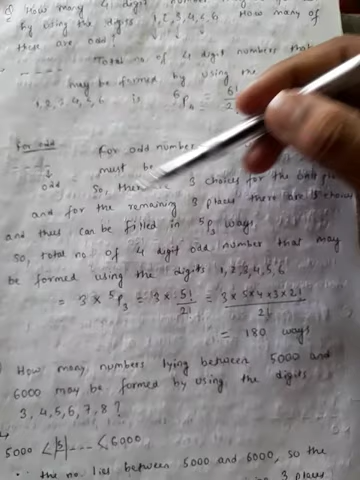 Q) How many 4 digit number may
by using the digits 1,2,3,4,5,6 How many of
these are odd?
Total no. of 4 digit numbers that
may be formed by using the
1,2,3,4,5,6 is 6P4 = 6!
2
For odd
For odd number
must be
odd
So, there 3 choices for the
and for the remaining 3 places there are 5 choices
and thus can be filled in 5P3 ways.
So, total no. of 4 digit odd number that may
be formed using the digits 1,2,3,4,5,6
= 3 × 5P3 = 3 × 5!/2! = 3×5×4×3×2!/2!
= 180 ways
How many numbers lying between 5000 and
6000 may be formed by using the digits
3, 4, 5, 6, 7, 8 ?
5000 < |5| - - - < 6000
∵ the no. lies between 5000 and 6000, so the
3 places.